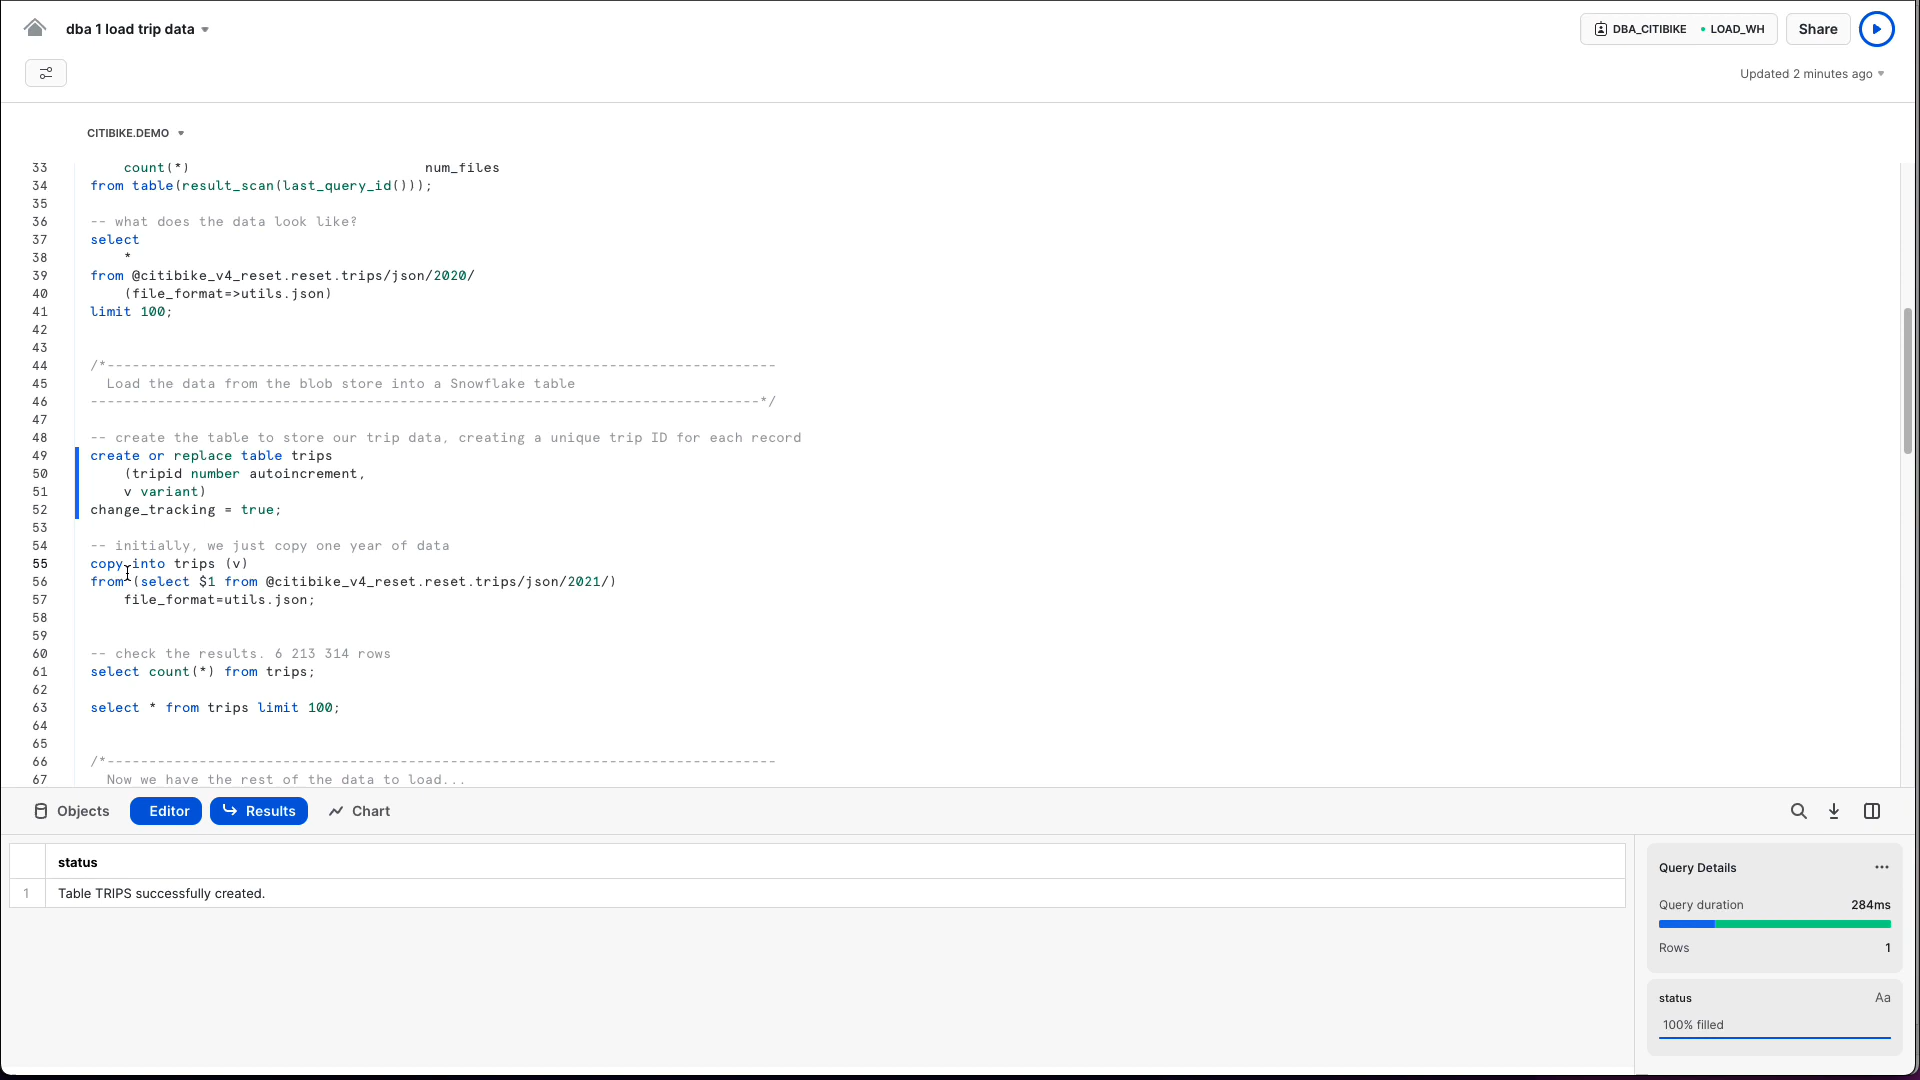 dba 1 load trip data
DBA_CITIBIKE • LOAD_WH
Share
Updated 2 minutes ago
CITIBIKE.DEMO
33 count(*) num_files
34 from table(result_scan(last_query_id()));
35
36 -- what does the data look like?
37 select
38 *
39 from @citibike_v4_reset.reset.trips/json/2020/
40 (file_format=>utils.json)
41 limit 100;
42
43
44 /*--------------------------------------------------------------------------------
45 Load the data from the blob store into a Snowflake table
46 --------------------------------------------------------------------------------*/
47
48 -- create the table to store our trip data, creating a unique trip ID for each record
49 create or replace table trips
50 (tripid number autoincrement,
51 v variant)
52 change_tracking = true;
53
54 -- initially, we just copy one year of data
55 copy into trips (v)
56 from (select $1 from @citibike_v4_reset.reset.trips/json/2021/)
57 file_format=utils.json;
58
59
60 -- check the results. 6 213 314 rows
61 select count(*) from trips;
62
63 select * from trips limit 100;
64
65
66 /*--------------------------------------------------------------------------------
67 Now we have the rest of the data to load...
Objects
Editor
Results
Chart
status
1 Table TRIPS successfully created.
Query Details
...
Query duration 284ms
Rows 1
status Aa
100% filled